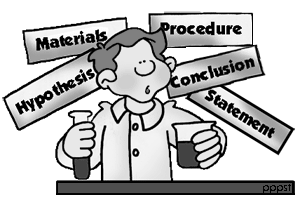 Materials
Procedure
Hypothesis
Conclusion
Statement
pppst